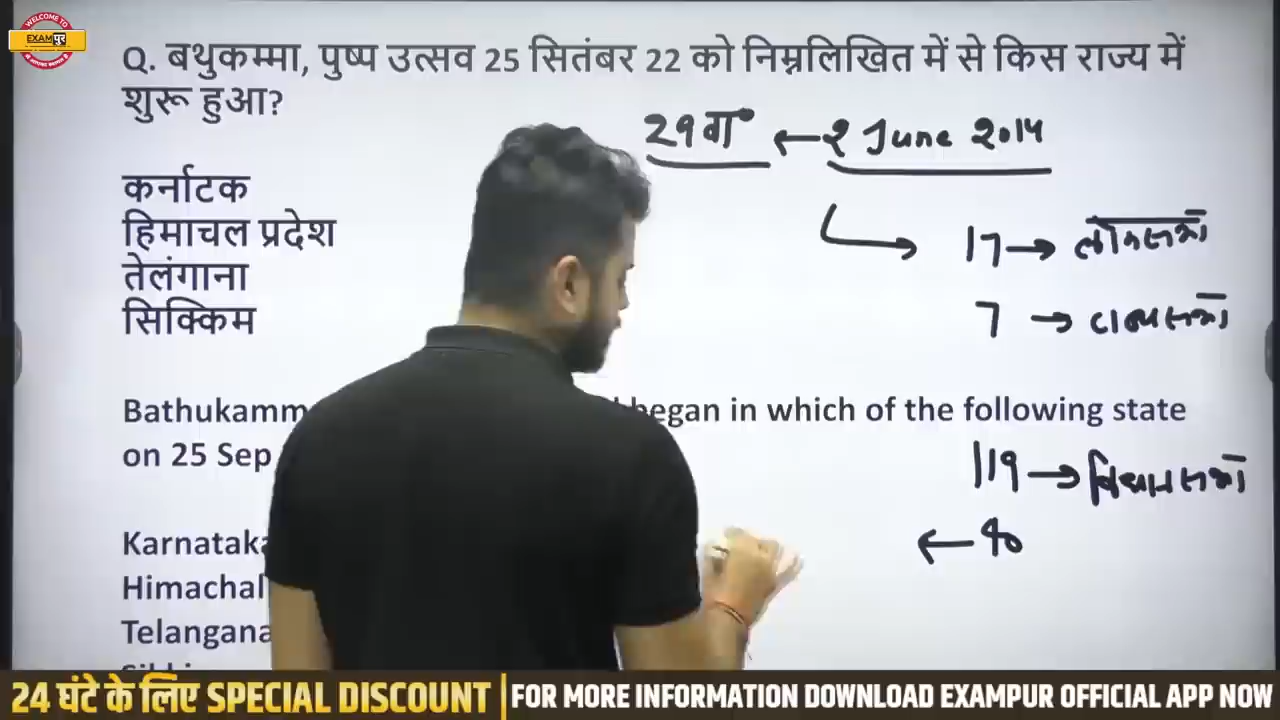 WELCOME TO
EXAMपुर
Q. बथुकम्मा, पुष्प उत्सव 25 सितंबर 22 को निम्नलिखित में से किस राज्य में
शुरू हुआ?
29वां ← 2 June 2014
कर्नाटक
हिमाचल प्रदेश
तेलंगाना
सिक्किम
17 → लोकसभा
7 → राज्यसभा
Bathukamm began in which of the following state
on 25 Sep
119 → विधानसभा
← 40
Karnataka
Himachal
Telangana
24 घंटे के लिए SPECIAL DISCOUNT | FOR MORE INFORMATION DOWNLOAD EXAMPUR OFFICIAL APP NOW